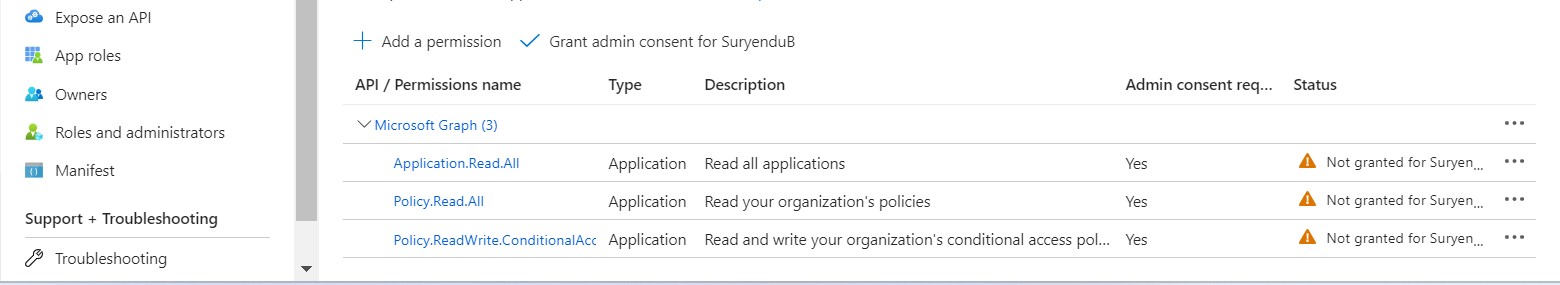 Expose an API
App roles
Owners
Roles and administrators
Manifest
Support + Troubleshooting
Troubleshooting
Add a permission Grant admin consent for SuryenduB
API / Permissions name Type Description Admin consent req... Status
Microsoft Graph (3) ...
Application.Read.All Application Read all applications Yes Not granted for Suryen... ...
Policy.Read.All Application Read your organization's policies Yes Not granted for Suryen... ...
Policy.ReadWrite.ConditionalAcc Application Read and write your organization's conditional access pol... Yes Not granted for Suryen... ...